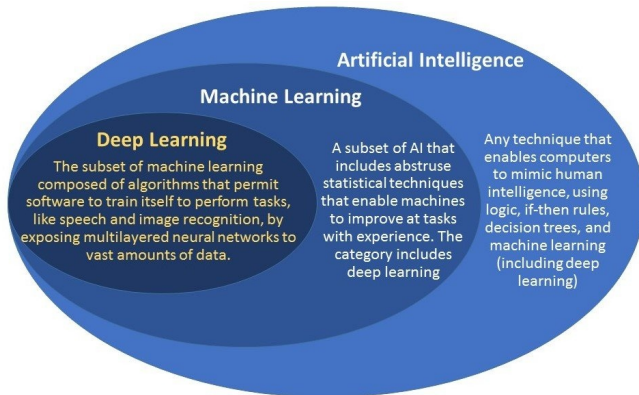 Artificial Intelligence
Machine Learning
Deep Learning
The subset of machine learning
composed of algorithms that permit
software to train itself to perform tasks,
like speech and image recognition, by
exposing multilayered neural networks to
vast amounts of data.
A subset of AI that
includes abstruse
statistical techniques
that enable machines
to improve at tasks
with experience. The
category includes
deep learning
Any technique that
enables computers
to mimic human
intelligence, using
logic, if-then rules,
decision trees, and
machine learning
(including deep
learning)